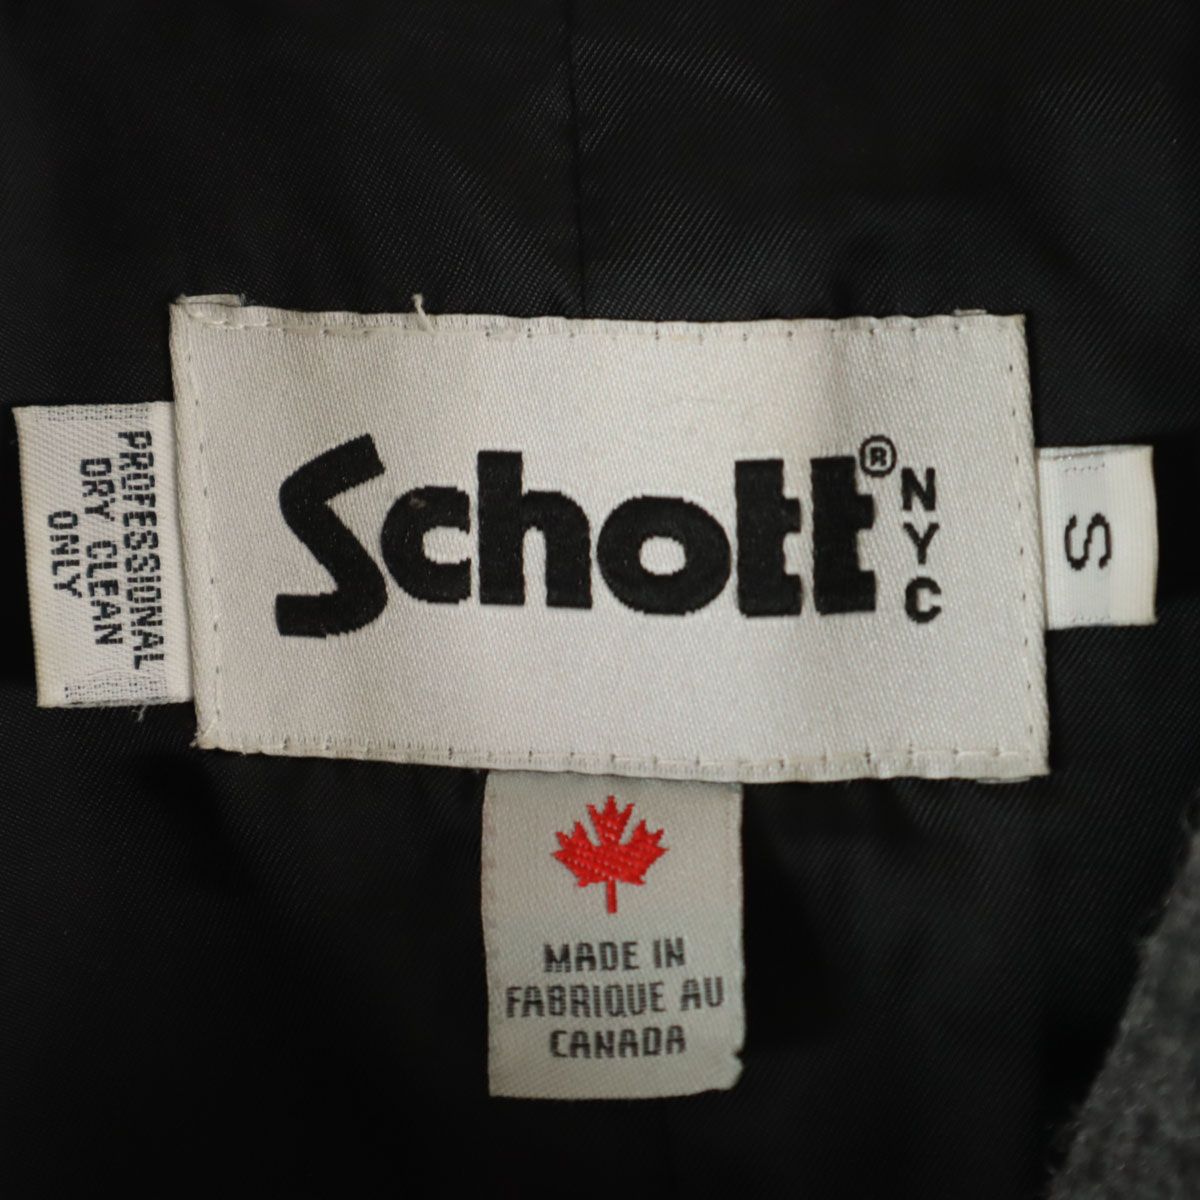 PROFESSIONAL
DRY CLEAN
ONLY
Schott® NYC
S
MADE IN
FABRIQUE AU
CANADA